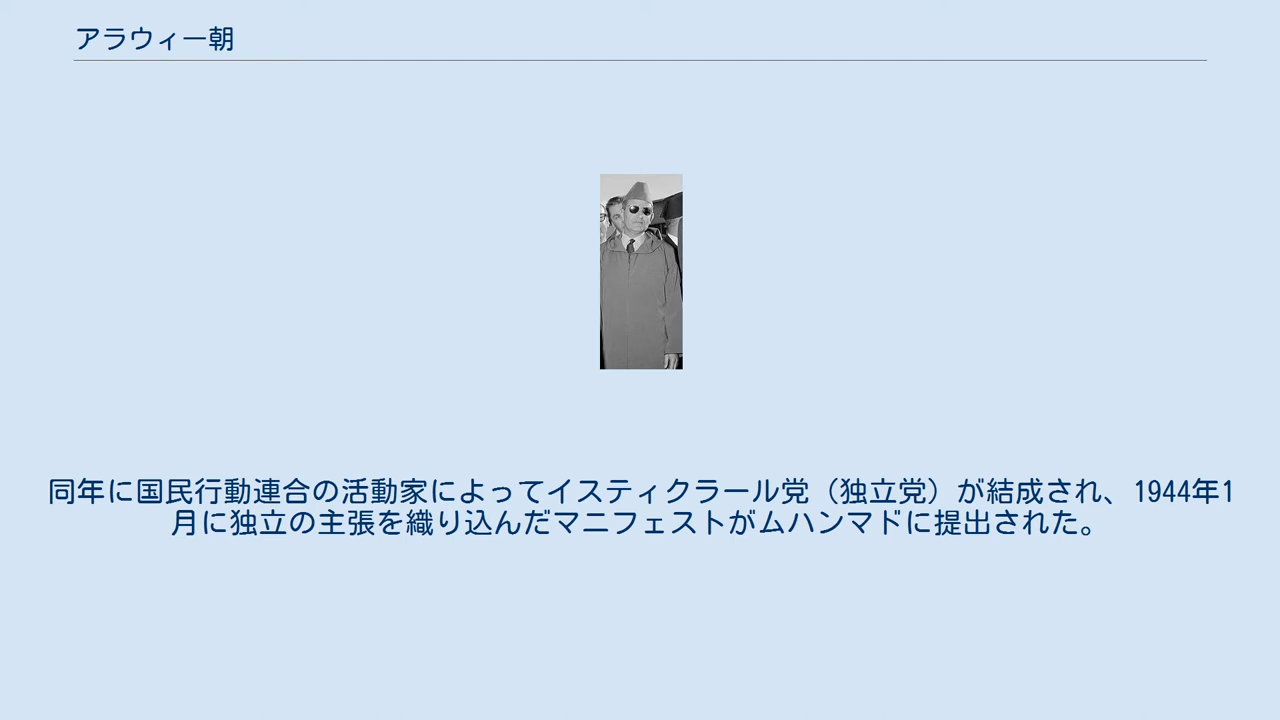 アラウィー朝
同年に国民行動連合の活動家によってイスティクラール党（独立党）が結成され、1944年1
月に独立の主張を織り込んだマニフェストがムハンマドに提出された。